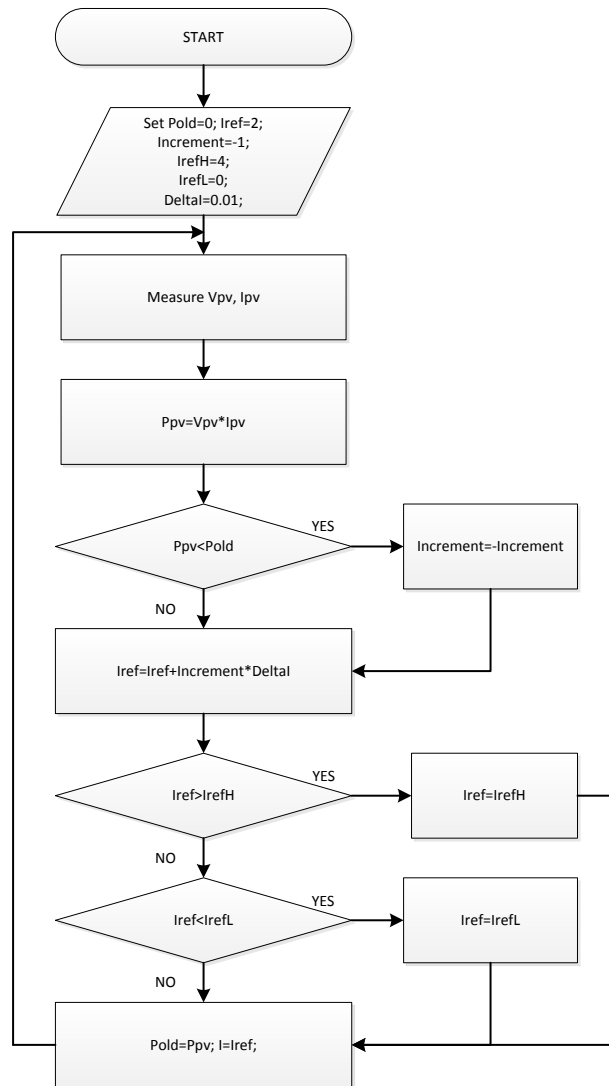 START
Set Pold=0; Iref=2;
Increment=-1;
IrefH=4;
IrefL=0;
DeltaI=0.01;
Measure Vpv, Ipv
Ppv=Vpv*Ipv
Ppv<Pold
YES
Increment=-Increment
NO
Iref=Iref+Increment*DeltaI
Iref>IrefH
YES
Iref=IrefH
NO
Iref<IrefL
YES
Iref=IrefL
NO
Pold=Ppv; I=Iref;